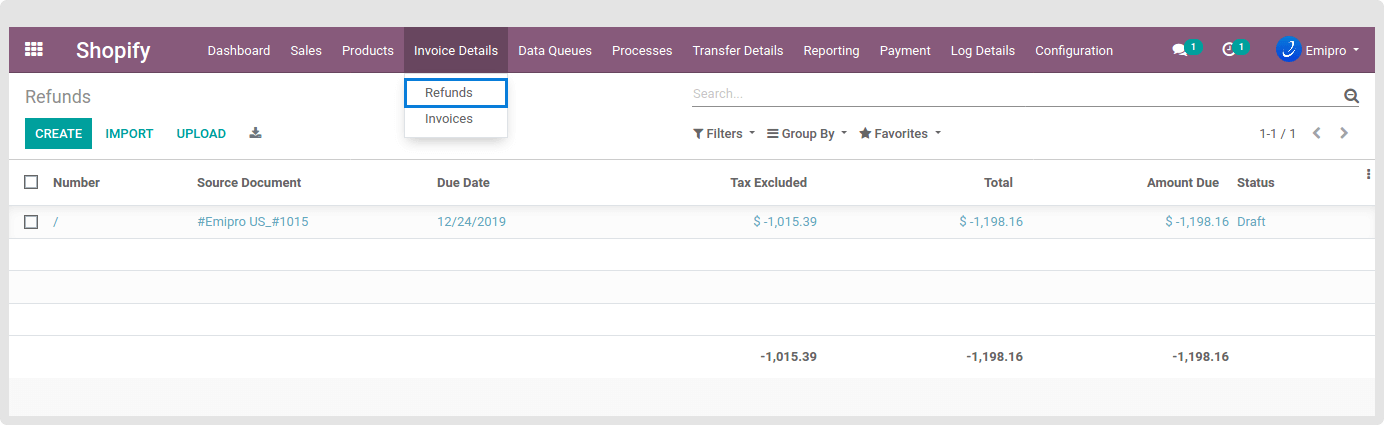 Shopify Dashboard Sales Products Invoice Details Data Queues Processes Transfer Details Reporting Payment Log Details Configuration 1 1 Emipro
Refunds Refunds Search...
CREATE IMPORT UPLOAD Invoices Filters Group By Favorites 1-1 / 1
Number Source Document Due Date Tax Excluded Total Amount Due Status
/ #Emipro US_#1015 12/24/2019 $ -1,015.39 $ -1,198.16 $ -1,198.16 Draft
-1,015.39 -1,198.16 -1,198.16